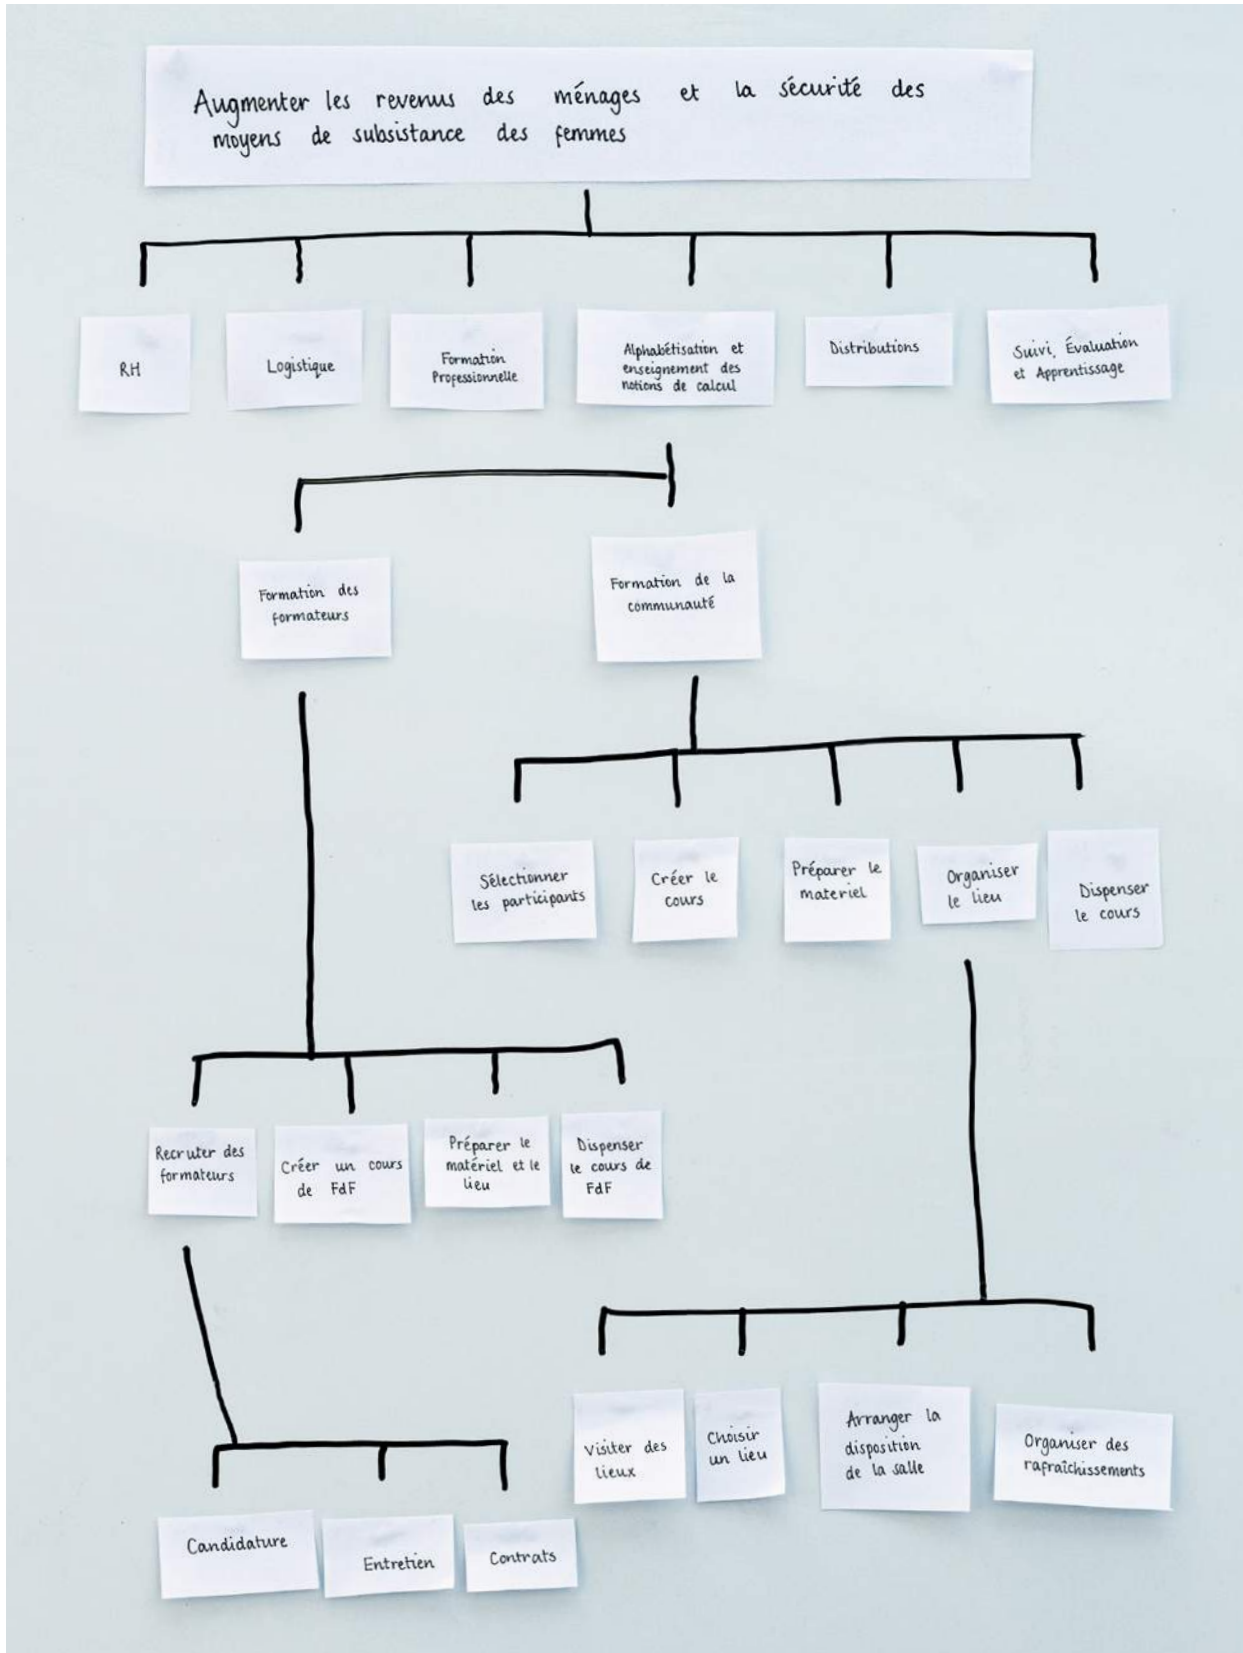 Augmenter les revenus des ménages et la sécurité des
moyens de subsistance des femmes
RH
Logistique
Formation
Professionnelle
Alphabétisation et
enseignement des
notions de calcul
Distributions
Suivi, Évaluation
et Apprentissage
Formation des
formateurs
Formation de la
communauté
Sélectionner
les participants
Créer le
cours
Préparer le
materiel
Organiser
le lieu
Dispenser
le cours
Recruter des
formateurs
Créer un cours
de FdF
Préparer le
matériel et le
lieu
Dispenser
le cours de
FdF
Visiter des
lieux
Choisir
un lieu
Arranger la
disposition
de la salle
Organiser des
rafraîchissements
Candidature
Entretien
Contrats